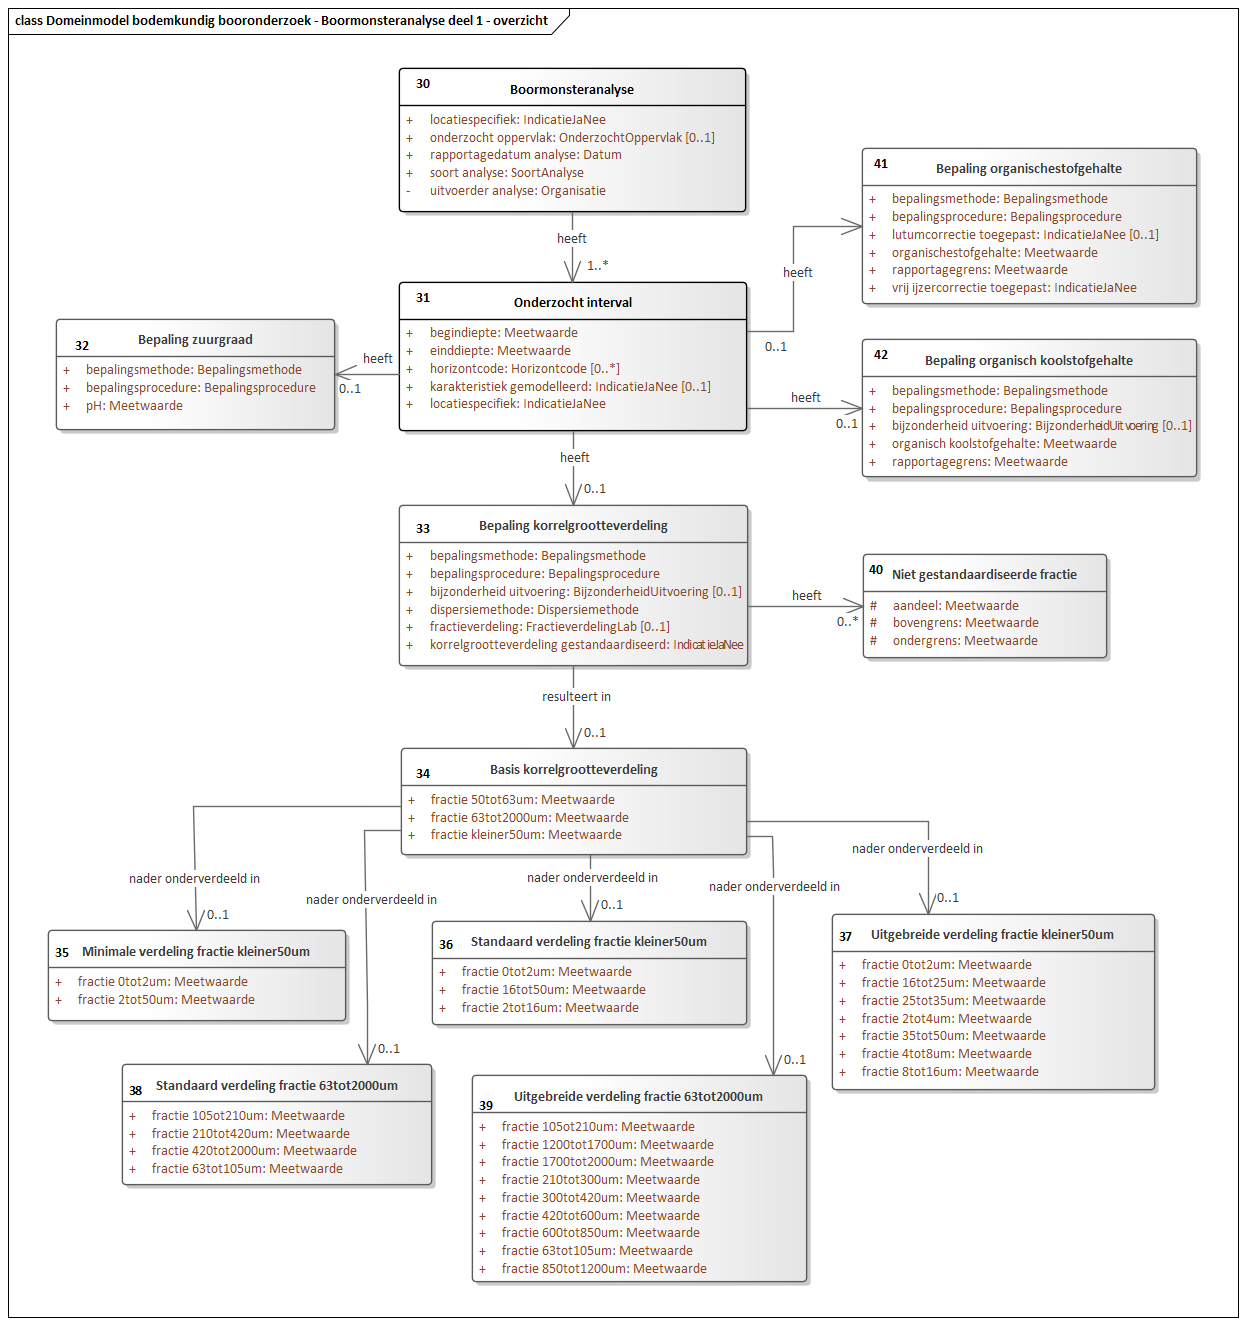 class Domeinmodel bodemkundig booronderzoek - Boormonsteranalyse deel 1 - overzicht
30
Boormonsteranalyse
+ locatiespecifiek: IndicatieJaNee
+ onderzocht oppervlak: OnderzochtOppervlak [0..1]
+ rapportagedatum analyse: Datum
+ soort analyse: SoortAnalyse
- uitvoerder analyse: Organisatie
heeft
1..*
41
Bepaling organischestofgehalte
+ bepalingsmethode: Bepalingsmethode
+ bepalingsprocedure: Bepalingsprocedure
+ lutumcorrectie toegepast: IndicatieJaNee [0..1]
+ organischestofgehalte: Meetwaarde
+ rapportagegrens: Meetwaarde
+ vrij ijzercorrectie toegepast: IndicatieJaNee
heeft
0..1
31
Onderzocht interval
+ begindiepte: Meetwaarde
+ einddiepte: Meetwaarde
+ horizontcode: Horizontcode [0..*]
+ karakteristiek gemodelleerd: IndicatieJaNee [0..1]
+ locatiespecifiek: IndicatieJaNee
32
Bepaling zuurgraad
+ bepalingsmethode: Bepalingsmethode
+ bepalingsprocedure: Bepalingsprocedure
+ pH: Meetwaarde
heeft
0..1
42
Bepaling organisch koolstofgehalte
+ bepalingsmethode: Bepalingsmethode
+ bepalingsprocedure: Bepalingsprocedure
+ bijzonderheid uitvoering: BijzonderheidUitvoering [0..1]
+ organisch koolstofgehalte: Meetwaarde
+ rapportagegrens: Meetwaarde
heeft
0..1
heeft
0..1
33
Bepaling korrelgrootteverdeling
+ bepalingsmethode: Bepalingsmethode
+ bepalingsprocedure: Bepalingsprocedure
+ bijzonderheid uitvoering: BijzonderheidUitvoering [0..1]
+ dispersiemethode: Dispersiemethode
+ fractieverdeling: FractieverdelingLab [0..1]
+ korrelgrootteverdeling gestandaardiseerd: IndicatieJaNee
heeft
0..*
40
Niet gestandaardiseerde fractie
# aandeel: Meetwaarde
# bovengrens: Meetwaarde
# ondergrens: Meetwaarde
resulteert in
0..1
34
Basis korrelgrootteverdeling
+ fractie 50tot63um: Meetwaarde
+ fractie 63tot2000um: Meetwaarde
+ fractie kleiner50um: Meetwaarde
nader onderverdeeld in
0..1
nader onderverdeeld in
0..1
nader onderverdeeld in
0..1
nader onderverdeeld in
0..1
nader onderverdeeld in
0..1
35
Minimale verdeling fractie kleiner50um
+ fractie 0tot2um: Meetwaarde
+ fractie 2tot50um: Meetwaarde
36
Standaard verdeling fractie kleiner50um
+ fractie 0tot2um: Meetwaarde
+ fractie 16tot50um: Meetwaarde
+ fractie 2tot16um: Meetwaarde
37
Uitgebreide verdeling fractie kleiner50um
+ fractie 0tot2um: Meetwaarde
+ fractie 16tot25um: Meetwaarde
+ fractie 25tot35um: Meetwaarde
+ fractie 2tot4um: Meetwaarde
+ fractie 35tot50um: Meetwaarde
+ fractie 4tot8um: Meetwaarde
+ fractie 8tot16um: Meetwaarde
38
Standaard verdeling fractie 63tot2000um
+ fractie 105ot210um: Meetwaarde
+ fractie 210tot420um: Meetwaarde
+ fractie 420tot2000um: Meetwaarde
+ fractie 63tot105um: Meetwaarde
39
Uitgebreide verdeling fractie 63tot2000um
+ fractie 105ot210um: Meetwaarde
+ fractie 1200tot1700um: Meetwaarde
+ fractie 1700tot2000um: Meetwaarde
+ fractie 210tot300um: Meetwaarde
+ fractie 300tot420um: Meetwaarde
+ fractie 420tot600um: Meetwaarde
+ fractie 600tot850um: Meetwaarde
+ fractie 63tot105um: Meetwaarde
+ fractie 850tot1200um: Meetwaarde